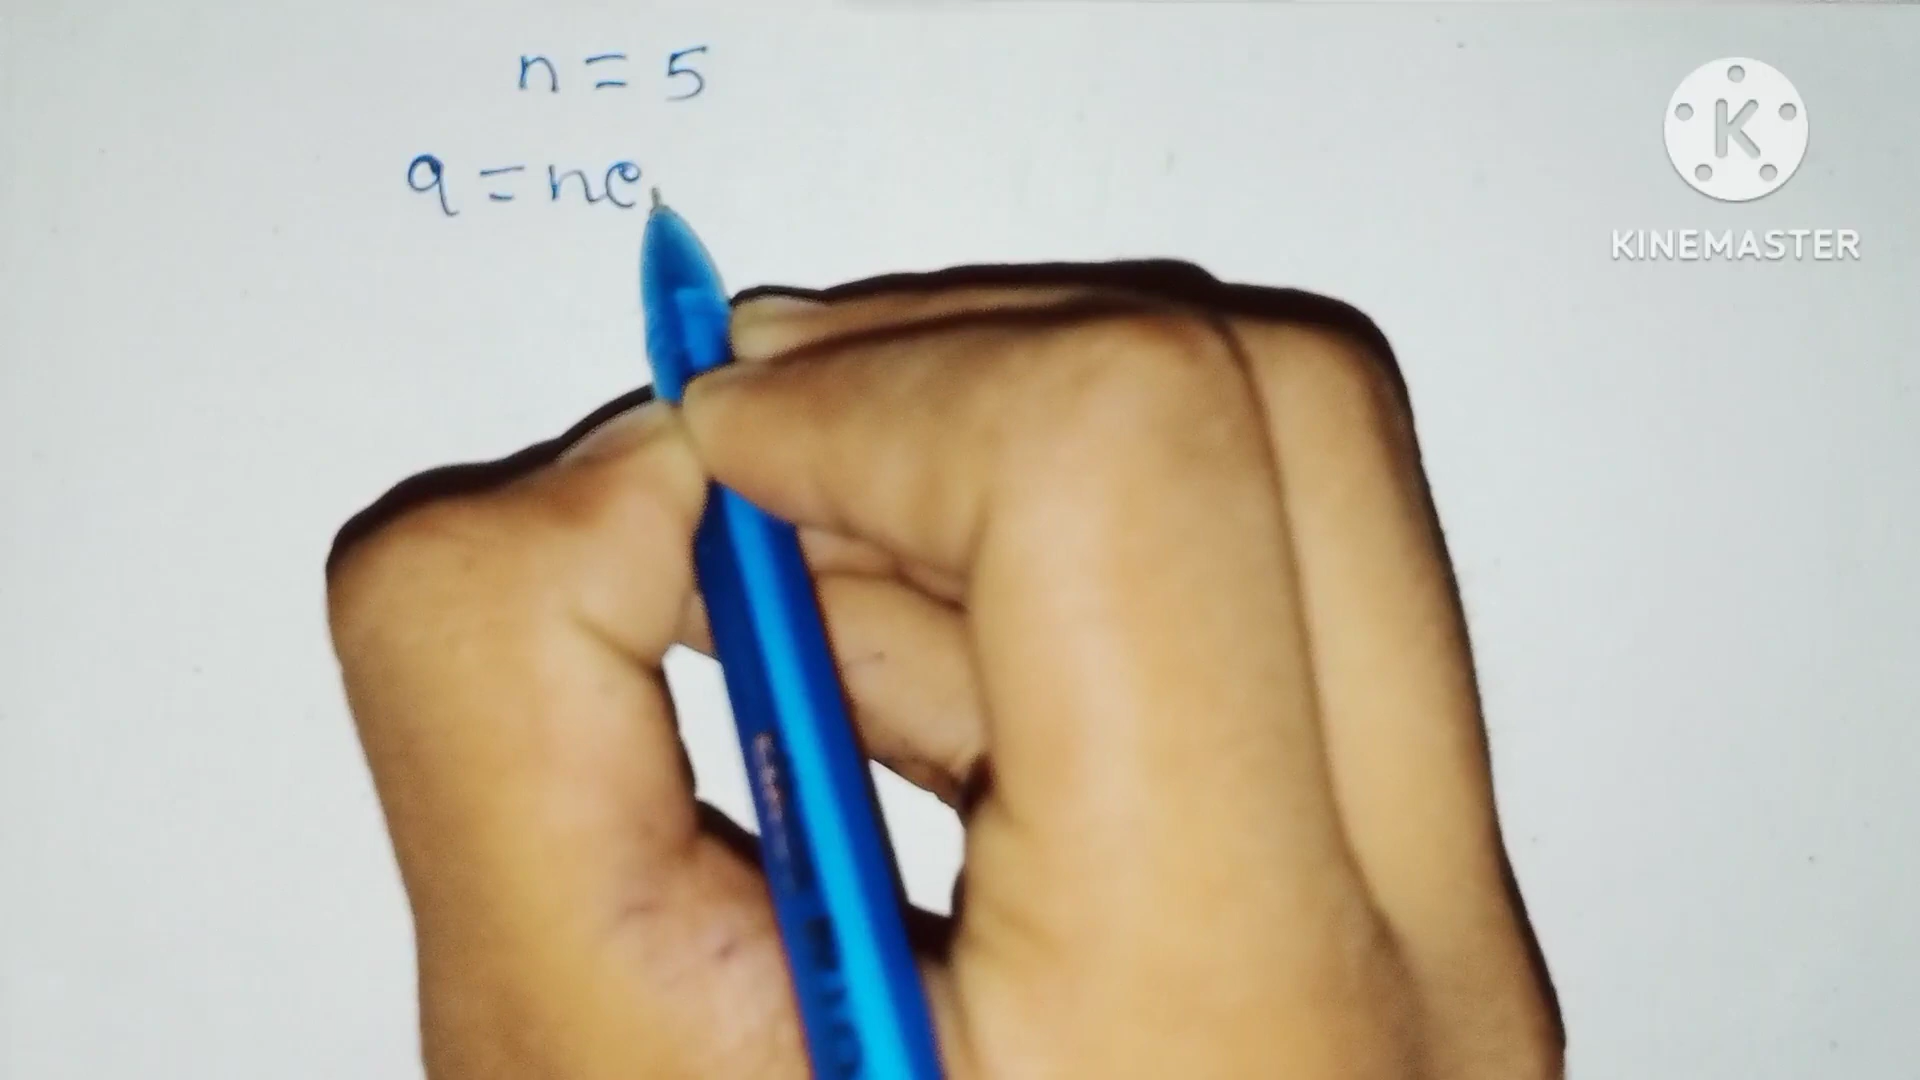 n = 5
q = ne
K
KINEMASTER